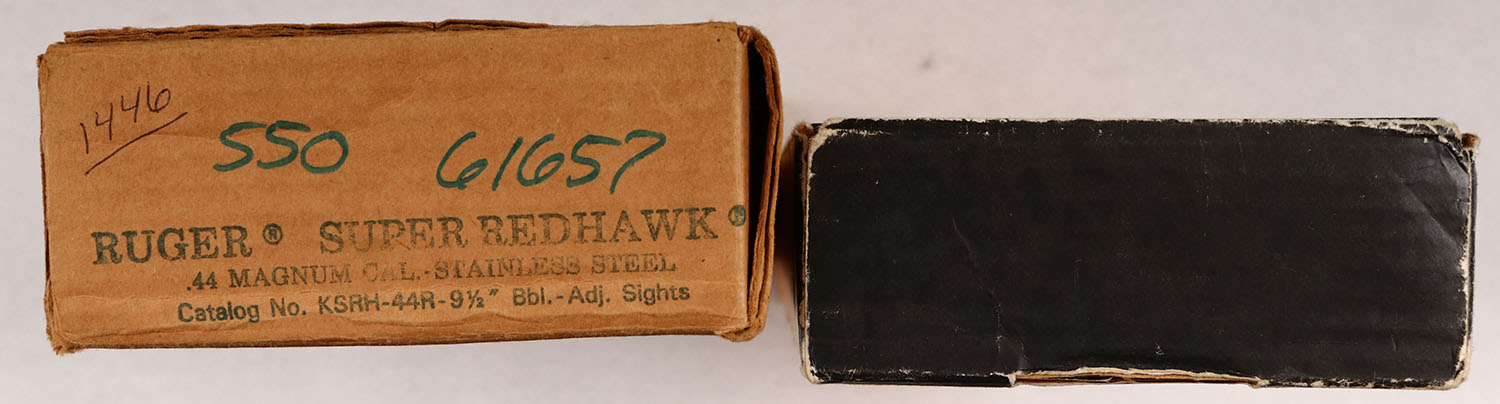 1446
550 61657
RUGER® SUPER REDHAWK®
.44 MAGNUM CAL.-STAINLESS STEEL
Catalog No. KSRH-44R-9½" Bbl.-Adj. Sights